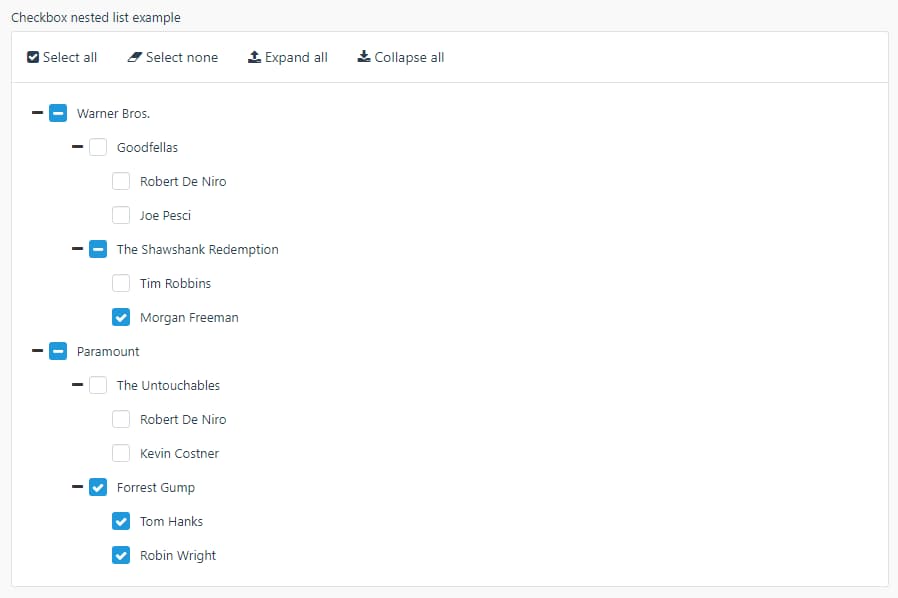 Checkbox nested list example
Select all Select none Expand all Collapse all
Warner Bros.
Goodfellas
Robert De Niro
Joe Pesci
The Shawshank Redemption
Tim Robbins
Morgan Freeman
Paramount
The Untouchables
Robert De Niro
Kevin Costner
Forrest Gump
Tom Hanks
Robin Wright